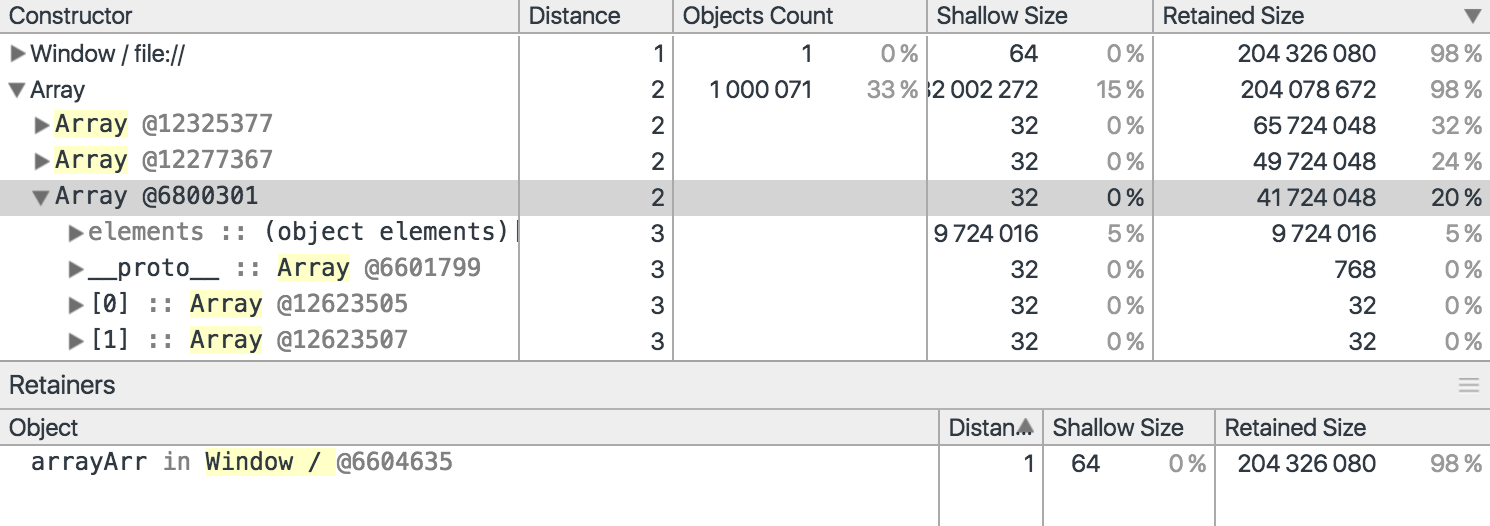 Constructor Distance Objects Count Shallow Size Retained Size ▼
▶Window / file:// 1 1 0 % 64 0 % 204 326 080 98 %
▼Array 2 1 000 071 33 % 32 002 272 15 % 204 078 672 98 %
▶Array @12325377 2 32 0 % 65 724 048 32 %
▶Array @12277367 2 32 0 % 49 724 048 24 %
▼Array @6800301 2 32 0 % 41 724 048 20 %
▶elements :: (object elements) 3 9 724 016 5 % 9 724 016 5 %
▶__proto__ :: Array @6601799 3 32 0 % 768 0 %
▶[0] :: Array @12623505 3 32 0 % 32 0 %
▶[1] :: Array @12623507 3 32 0 % 32 0 %
Retainers
Object Distan… Shallow Size Retained Size
arrayArr in Window / @6604635 1 64 0 % 204 326 080 98 %